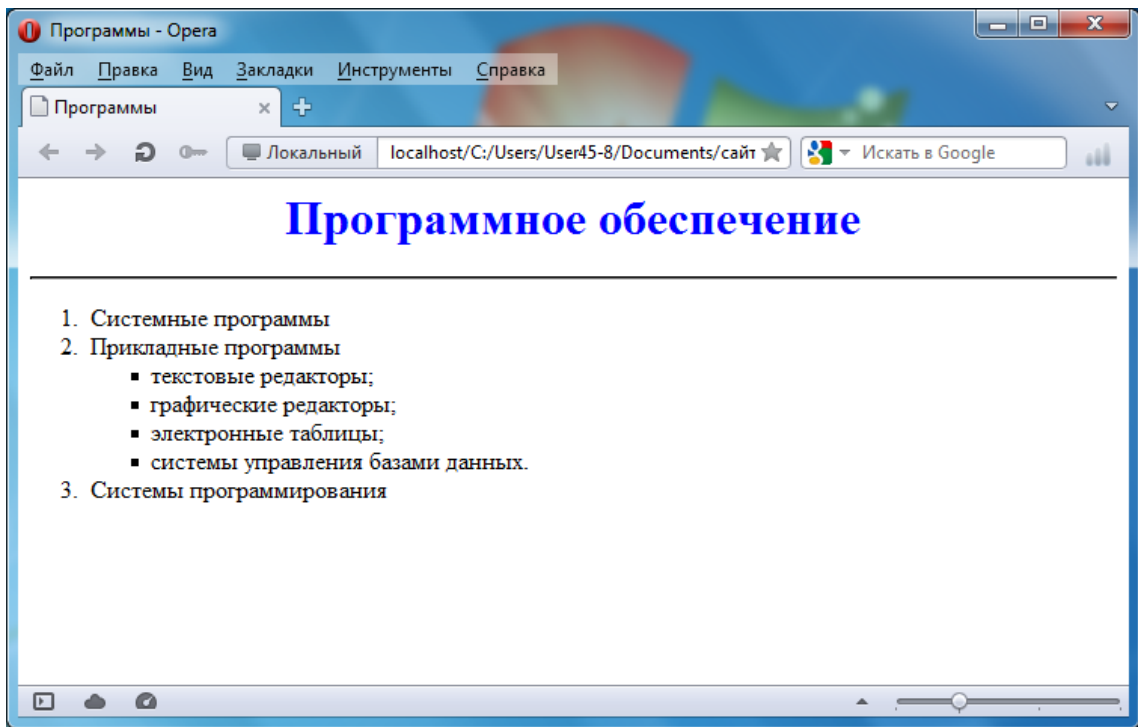 Программы - Opera
Файл Правка Вид Закладки Инструменты Справка
Программы
Локальный localhost/C:/Users/User45-8/Documents/сайт Искать в Google
Программное обеспечение
1. Системные программы
2. Прикладные программы
▪ текстовые редакторы;
▪ графические редакторы;
▪ электронные таблицы;
▪ системы управления базами данных.
3. Системы программирования